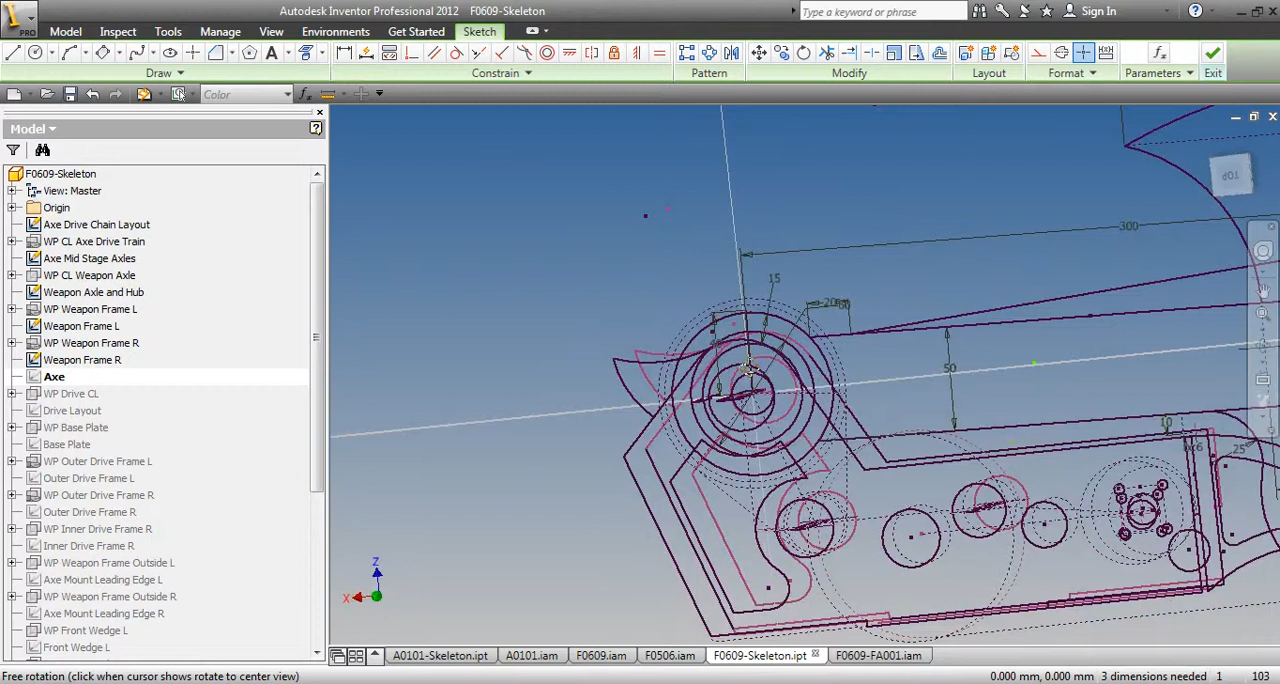 Autodesk Inventor Professional 2012 F0609-Skeleton
Type a keyword or phrase
Sign In
PRO
Model Inspect Tools Manage View Environments Get Started Sketch
Draw Constrain Pattern Modify Layout Format Parameters Exit
Color
Model
F0609-Skeleton
View: Master
Origin
Axe Drive Chain Layout
WP CL Axe Drive Train
Axe Mid Stage Axles
WP CL Weapon Axle
Weapon Axle and Hub
WP Weapon Frame L
Weapon Frame L
WP Weapon Frame R
Weapon Frame R
Axe
WP Drive CL
Drive Layout
WP Base Plate
Base Plate
WP Outer Drive Frame L
Outer Drive Frame L
WP Outer Drive Frame R
Outer Drive Frame R
WP Inner Drive Frame R
Inner Drive Frame R
WP Weapon Frame Outside L
Axe Mount Leading Edge L
WP Weapon Frame Outside R
Axe Mount Leading Edge R
WP Front Wedge L
Front Wedge L
TOP
300
15
50
10
25
Z
X
A0101-Skeleton.ipt A0101.iam F0609.iam F0506.iam F0609-Skeleton.ipt F0609-FA001.iam
Free rotation (click when cursor shows rotate to center view)
0.000 mm, 0.000 mm 3 dimensions needed 1 103